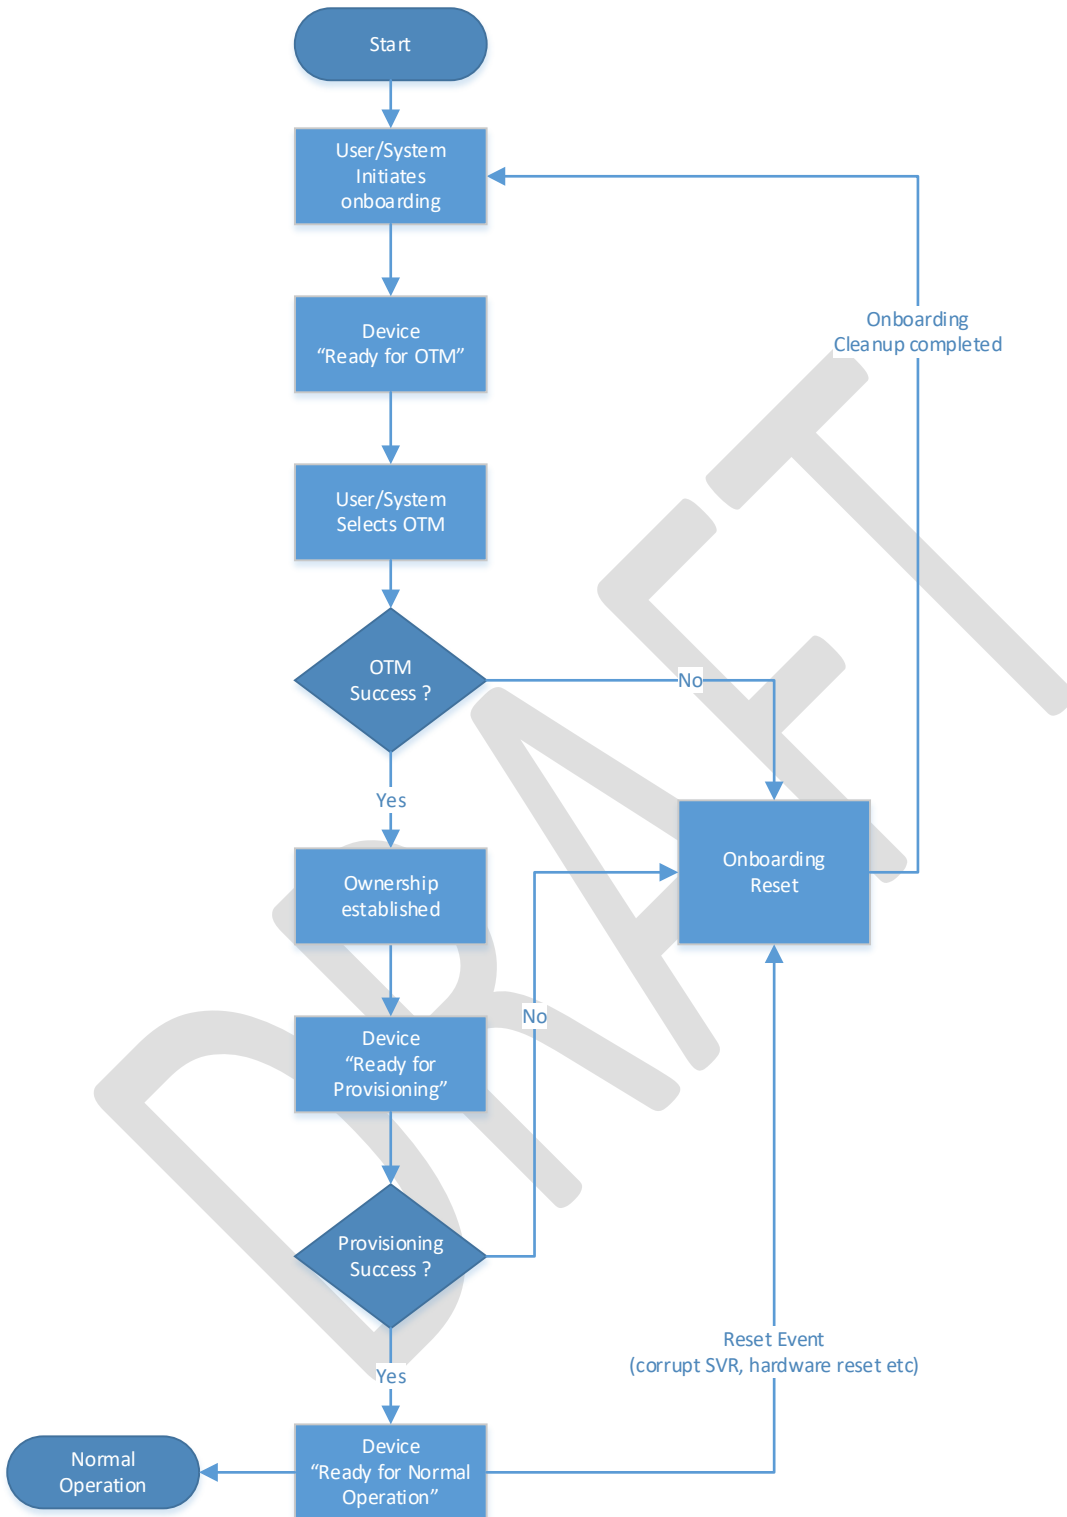 Start
User/System
Initiates
onboarding
Device
“Ready for OTM”
Onboarding
Cleanup completed
User/System
Selects OTM
OTM
Success ?
No
Yes
Onboarding
Reset
Ownership
established
No
Device
“Ready for
Provisioning”
Provisioning
Success ?
Reset Event
(corrupt SVR, hardware reset etc)
Yes
Device
“Ready for Normal
Operation”
Normal
Operation
DRAFT